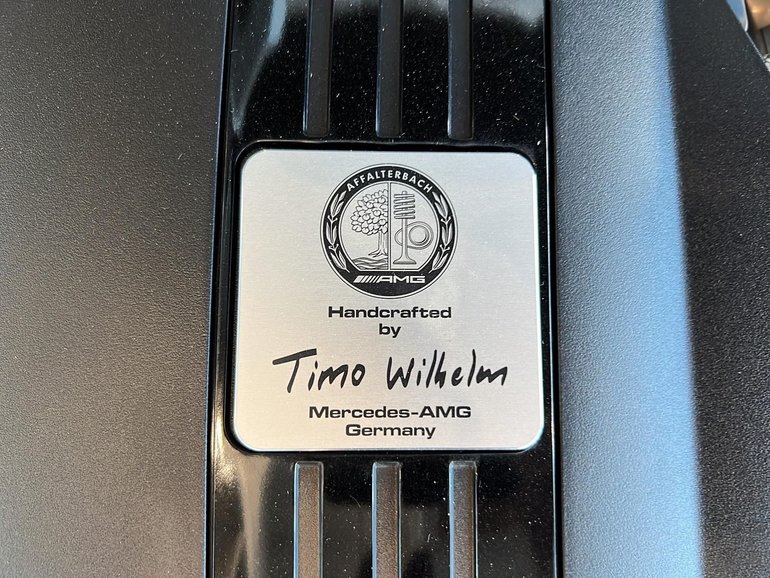 AFFALTERBACH
AMG
Handcrafted
by
Timo Wilhelm
Mercedes-AMG
Germany